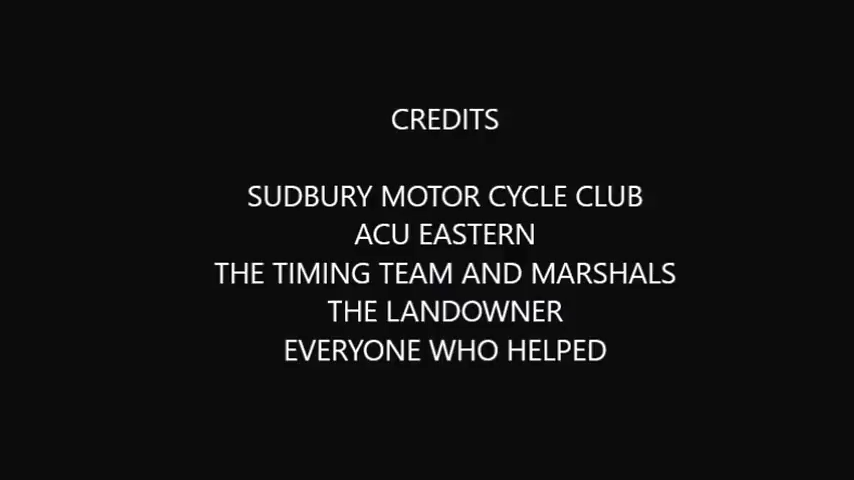 CREDITS
SUDBURY MOTOR CYCLE CLUB
ACU EASTERN
THE TIMING TEAM AND MARSHALS
THE LANDOWNER
EVERYONE WHO HELPED